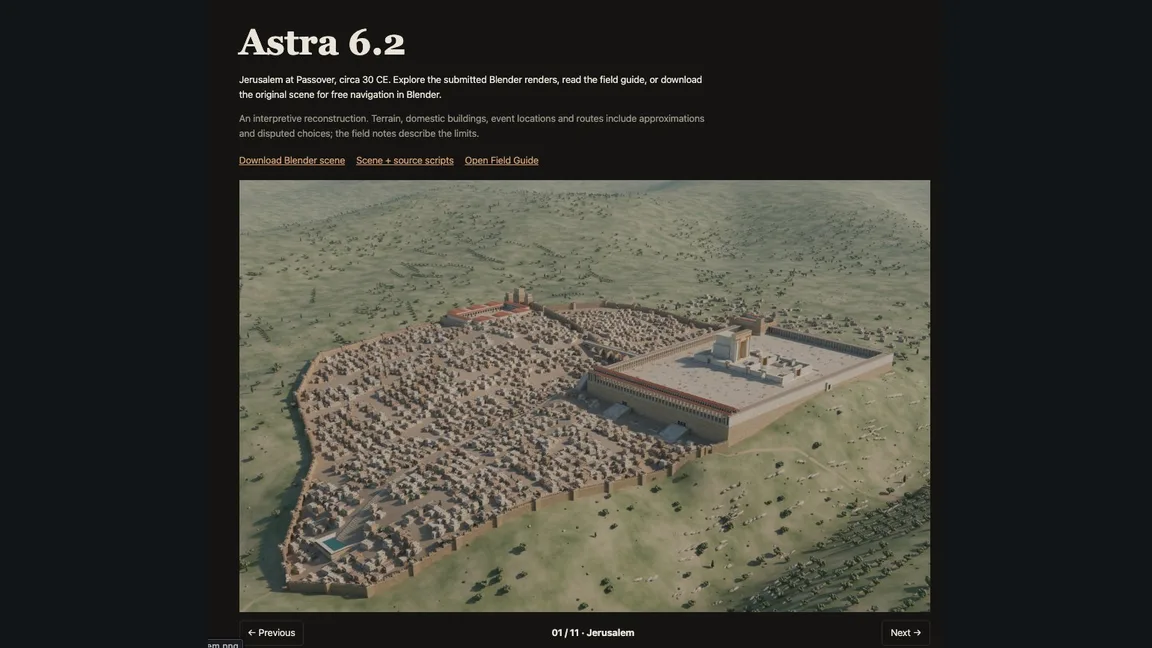 Astra 6.2
Jerusalem at Passover, circa 30 CE. Explore the submitted Blender renders, read the field guide, or download
the original scene for free navigation in Blender.
An interpretive reconstruction. Terrain, domestic buildings, event locations and routes include approximations
and disputed choices; the field notes describe the limits.
Download Blender scene Scene + source scripts Open Field Guide
← Previous 01 / 11 · Jerusalem Next →
em.png